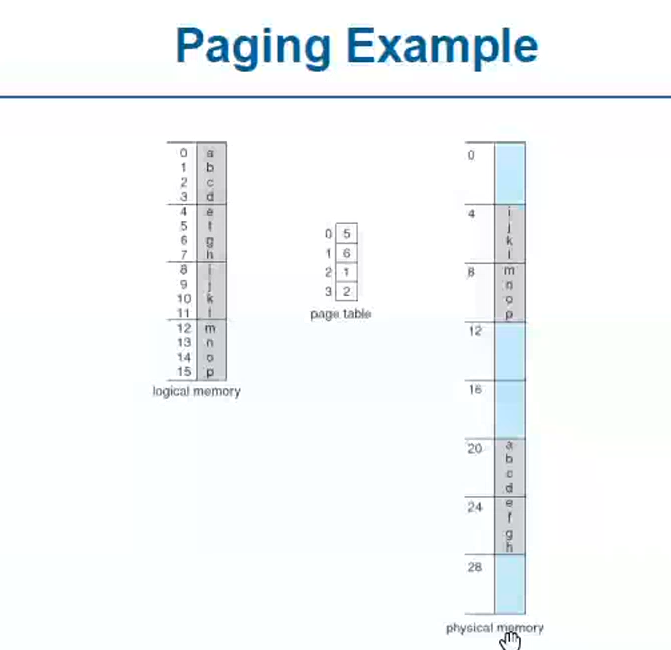 Paging Example
0 a
1 b
2 c
3 d
4 e
5 f
6 g
7 h
8 i
9 j
10 k
11 l
12 m
13 n
14 o
15 p
logical memory
0 5
1 6
2 1
3 2
page table
0
4 i
j
k
l
8 m
n
o
p
12
16
20 a
b
c
d
24 e
f
g
h
28
physical memory